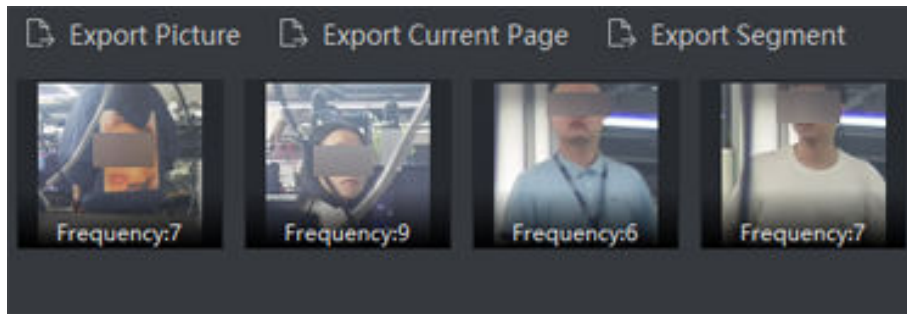 Export Picture Export Current Page Export Segment
Frequency:7 Frequency:9 Frequency:6 Frequency:7